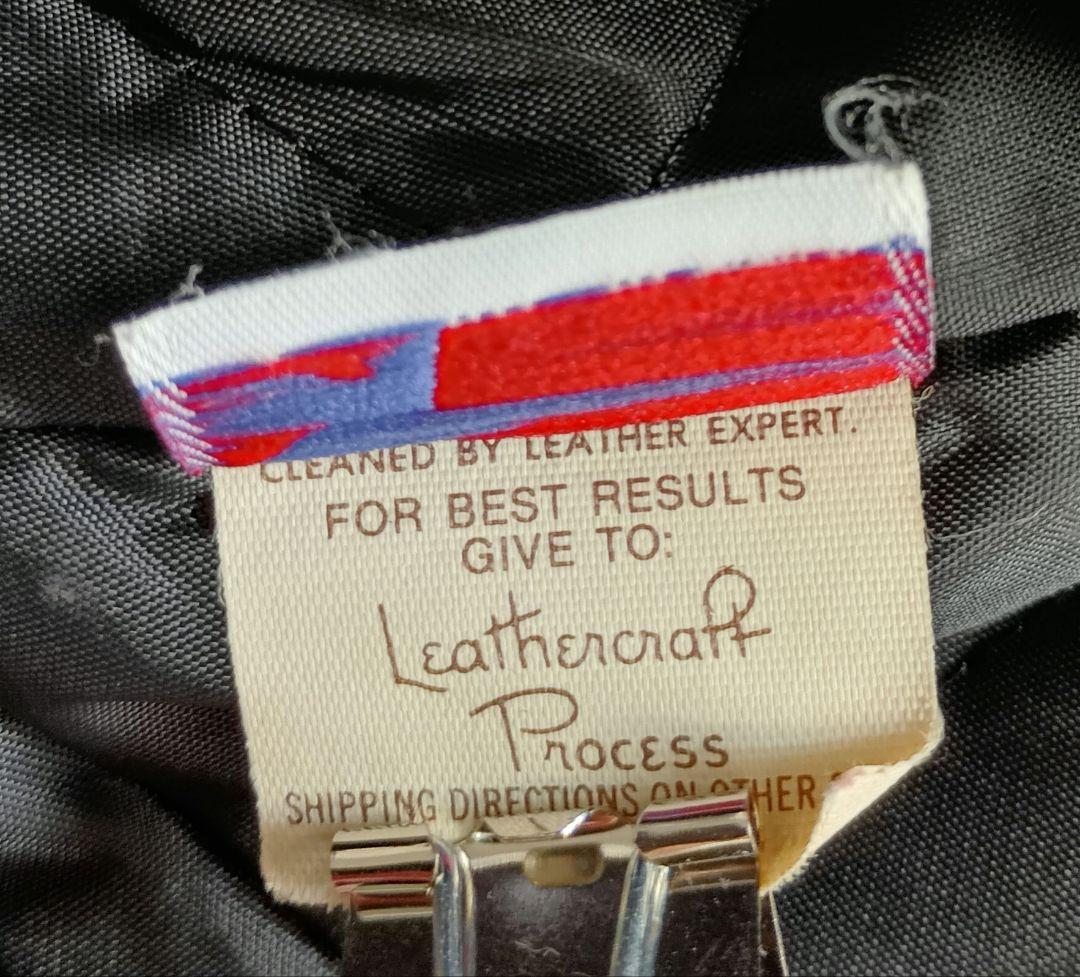 CLEANED BY LEATHER EXPERT.
FOR BEST RESULTS
GIVE TO:
Leathercraft
Process
SHIPPING DIRECTIONS ON OTHER